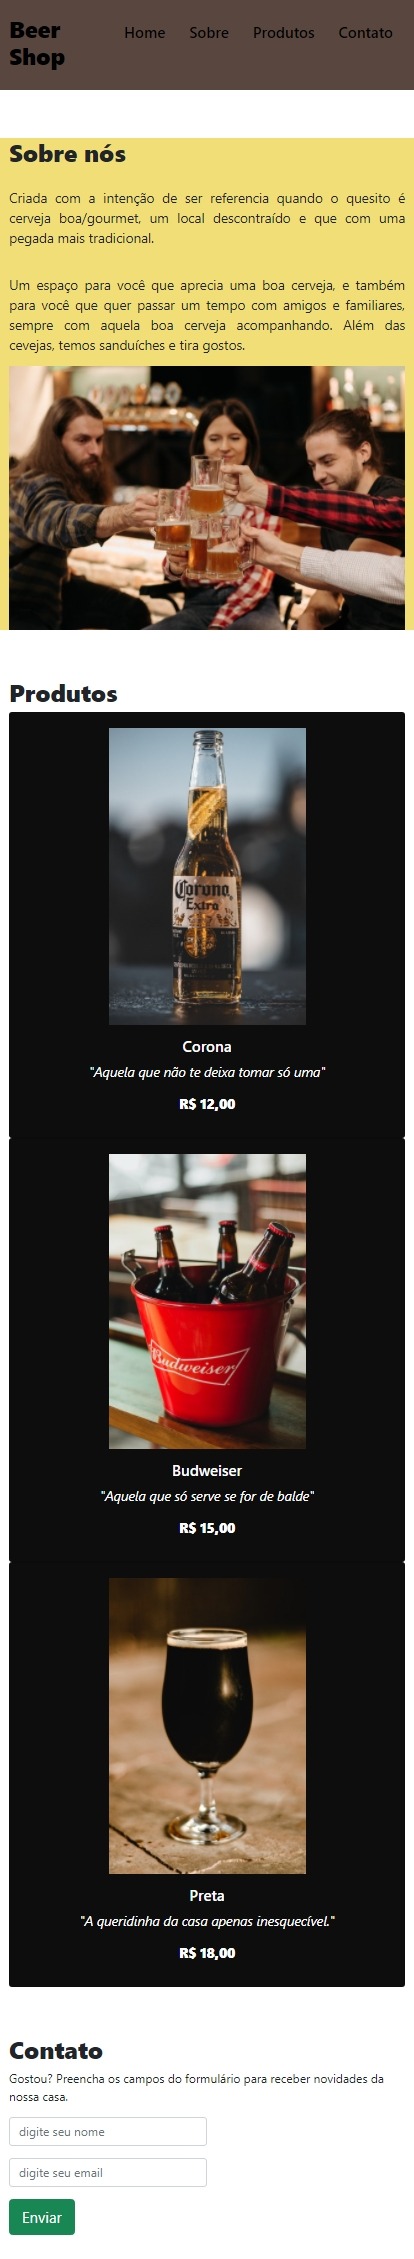 Beer
Shop
Home Sobre Produtos Contato
Sobre nós
Criada com a intenção de ser referencia quando o quesito é
cerveja boa/gourmet, um local descontraído e que com uma
pegada mais tradicional.
Um espaço para você que aprecia uma boa cerveja, e também
para você que quer passar um tempo com amigos e familiares,
sempre com aquela boa cerveja acompanhando. Além das
cevejas, temos sanduíches e tira gostos.
Produtos
Corona
Extra
Corona
"Aquela que não te deixa tomar só uma"
R$ 12,00
Budweiser
Budweiser
"Aquela que só serve se for de balde"
R$ 15,00
Preta
"A queridinha da casa apenas inesquecível."
R$ 18,00
Contato
Gostou? Preencha os campos do formulário para receber novidades da
nossa casa.
digite seu nome
digite seu email
Enviar